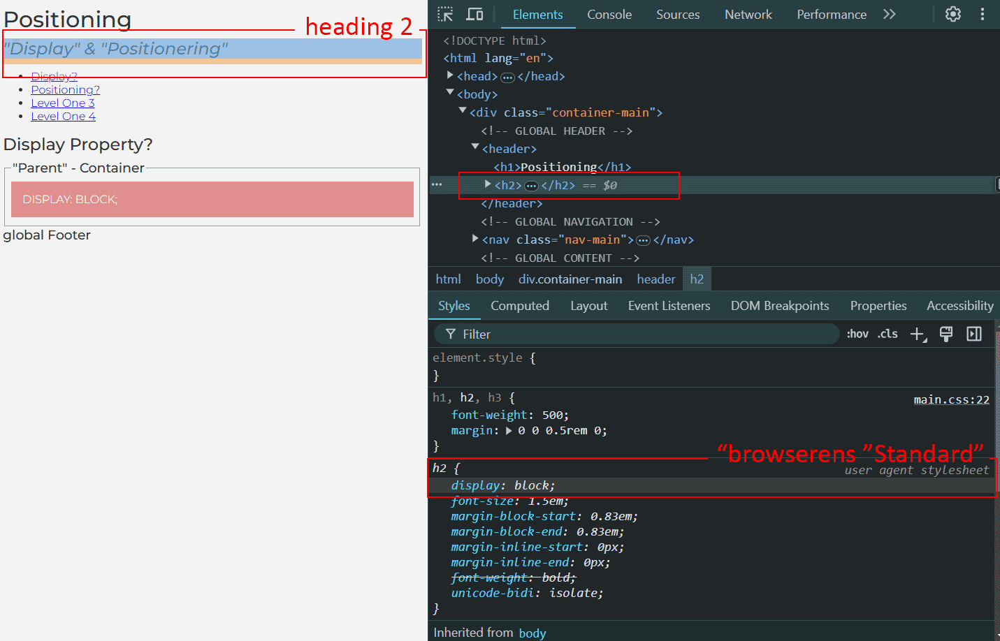 Positioning
heading 2
"Display" & "Positionering"
Display?
Positioning?
Level One 3
Level One 4
Display Property?
"Parent" - Container
DISPLAY: BLOCK;
global Footer
Elements Console Sources Network Performance
<!DOCTYPE html>
<html lang="en">
<head> ••• </head>
<body>
<div class="container-main">
<!-- GLOBAL HEADER -->
<header>
<h1>Positioning</h1>
••• <h2> ••• </h2> == $0
</header>
<!-- GLOBAL NAVIGATION -->
<nav class="nav-main"> ••• </nav>
<!-- GLOBAL CONTENT -->
html body div.container-main header h2
Styles Computed Layout Event Listeners DOM Breakpoints Properties Accessibility
Filter :hov .cls
element.style {
}
h1, h2, h3 { main.css:22
font-weight: 500;
margin: 0 0 0.5rem 0;
}
“browserens ”Standard”
h2 { user agent stylesheet
display: block;
font-size: 1.5em;
margin-block-start: 0.83em;
margin-block-end: 0.83em;
margin-inline-start: 0px;
margin-inline-end: 0px;
font-weight: bold;
unicode-bidi: isolate;
}
Inherited from body